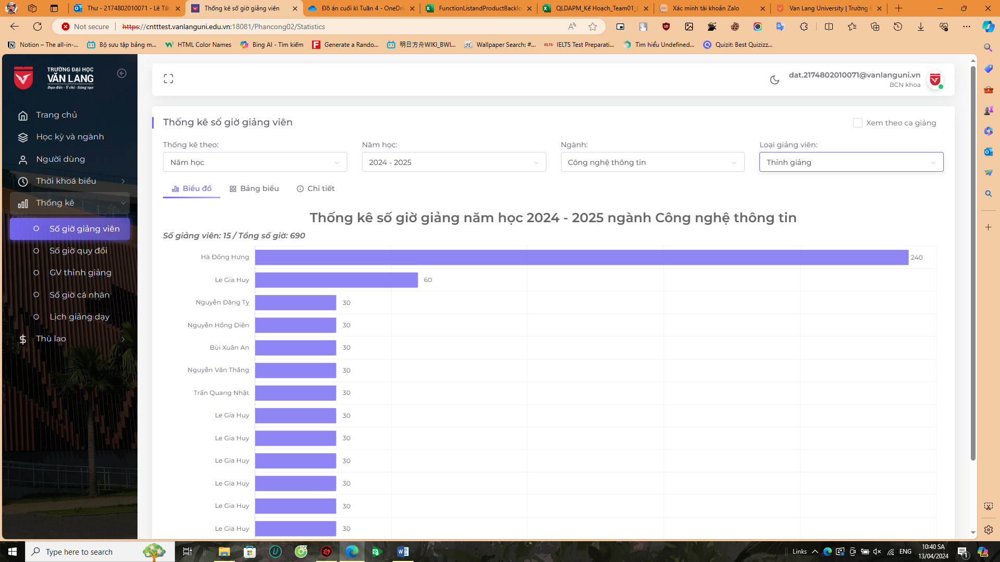 Thư - 2174802010071 - Lê Tấn
Thống kê số giờ giảng viên
Đồ án cuối kì Tuần 4 - OneDri
FunctionListandProductBacklo
QLDAPM_Kế Hoạch_Team01_
Xác minh tài khoản Zalo
Van Lang University | Trường
Not secure
https://cntttest.vanlanguni.edu.vn:18081/Phancong02/Statistics
Notion – The all-in-...
Bộ sưu tập bảng m...
HTML Color Names
Bing AI - Tìm kiếm
Generate a Rando...
明日方舟WIKI_BWI...
Wallpaper Search: #...
IELTS Test Preparati...
Tìm hiểu Undefined...
Quizit: Best Quizizz...
TRƯỜNG ĐẠI HỌC
VĂN LANG
Đạo đức - Ý chí - Sáng tạo
dat.2174802010071@vanlanguni.vn
BCN khoa
Trang chủ
Học kỳ và ngành
Người dùng
Thời khoá biểu
Thống kê
Số giờ giảng viên
Số giờ quy đổi
GV thỉnh giảng
Số giờ cá nhân
Lịch giảng dạy
Thù lao
Thống kê số giờ giảng viên
Xem theo ca giảng
Thống kê theo:
Năm học:
Ngành:
Loại giảng viên:
Năm học
2024 - 2025
Công nghệ thông tin
Thỉnh giảng
Biểu đồ
Bảng biểu
Chi tiết
Thống kê số giờ giảng năm học 2024 - 2025 ngành Công nghệ thông tin
Số giảng viên: 15 / Tổng số giờ: 690
Hà Đồng Hưng 240
Le Gia Huy 60
Nguyễn Đăng Tỵ 30
Nguyễn Hồng Diên 30
Bùi Xuân An 30
Nguyễn Văn Thắng 30
Trần Quang Nhật 30
Le Gia Huy 30
Le Gia Huy 30
Le Gia Huy 30
Le Gia Huy 30
Le Gia Huy 30
Le Gia Huy 30
Type here to search
Links
ENG
10:40 SA
13/04/2024
1